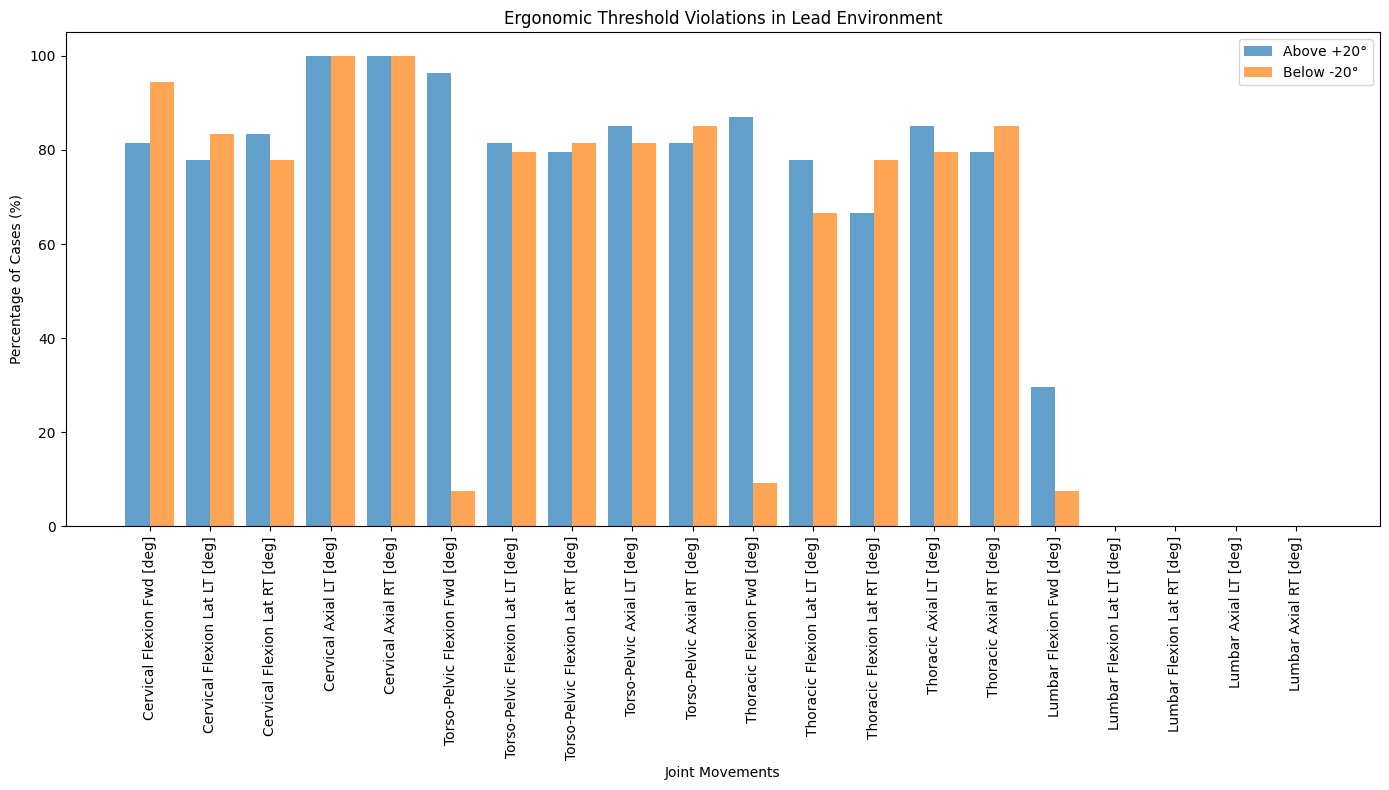 Ergonomic Threshold Violations in Lead Environment
Above +20°
Below -20°
Percentage of Cases (%)
100
80
60
40
20
0
Cervical Flexion Fwd [deg]
Cervical Flexion Lat LT [deg]
Cervical Flexion Lat RT [deg]
Cervical Axial LT [deg]
Cervical Axial RT [deg]
Torso-Pelvic Flexion Fwd [deg]
Torso-Pelvic Flexion Lat LT [deg]
Torso-Pelvic Flexion Lat RT [deg]
Torso-Pelvic Axial LT [deg]
Torso-Pelvic Axial RT [deg]
Thoracic Flexion Fwd [deg]
Thoracic Flexion Lat LT [deg]
Thoracic Flexion Lat RT [deg]
Thoracic Axial LT [deg]
Thoracic Axial RT [deg]
Lumbar Flexion Fwd [deg]
Lumbar Flexion Lat LT [deg]
Lumbar Flexion Lat RT [deg]
Lumbar Axial LT [deg]
Lumbar Axial RT [deg]
Joint Movements